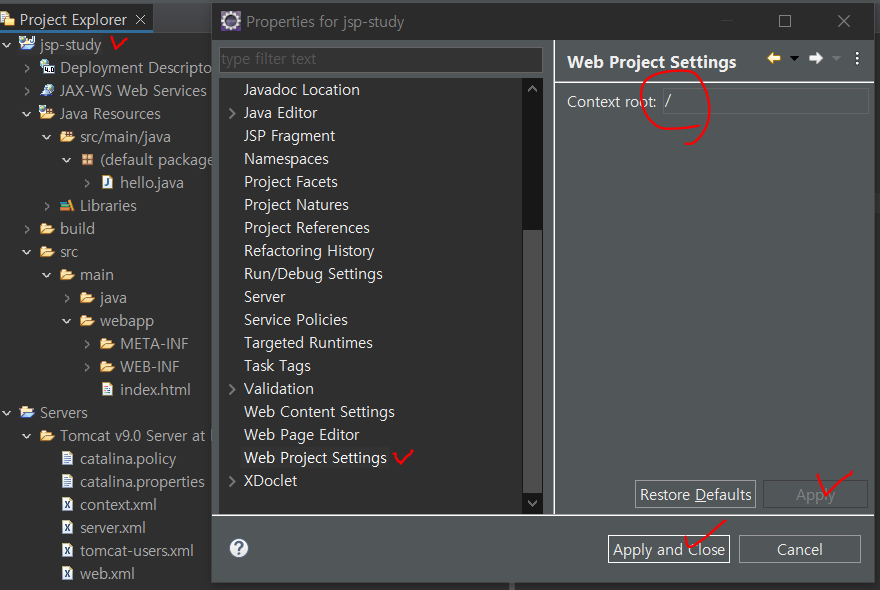 Project Explorer
jsp-study
Deployment Descripto
JAX-WS Web Services
Java Resources
src/main/java
(default package
hello.java
Libraries
build
src
main
java
webapp
META-INF
WEB-INF
index.html
Servers
Tomcat v9.0 Server at
catalina.policy
catalina.properties
context.xml
server.xml
tomcat-users.xml
web.xml
Properties for jsp-study
type filter text
Javadoc Location
Java Editor
JSP Fragment
Namespaces
Project Facets
Project Natures
Project References
Refactoring History
Run/Debug Settings
Server
Service Policies
Targeted Runtimes
Task Tags
Validation
Web Content Settings
Web Page Editor
Web Project Settings
XDoclet
Web Project Settings
Context root: /
Restore Defaults
Apply
Apply and Close
Cancel